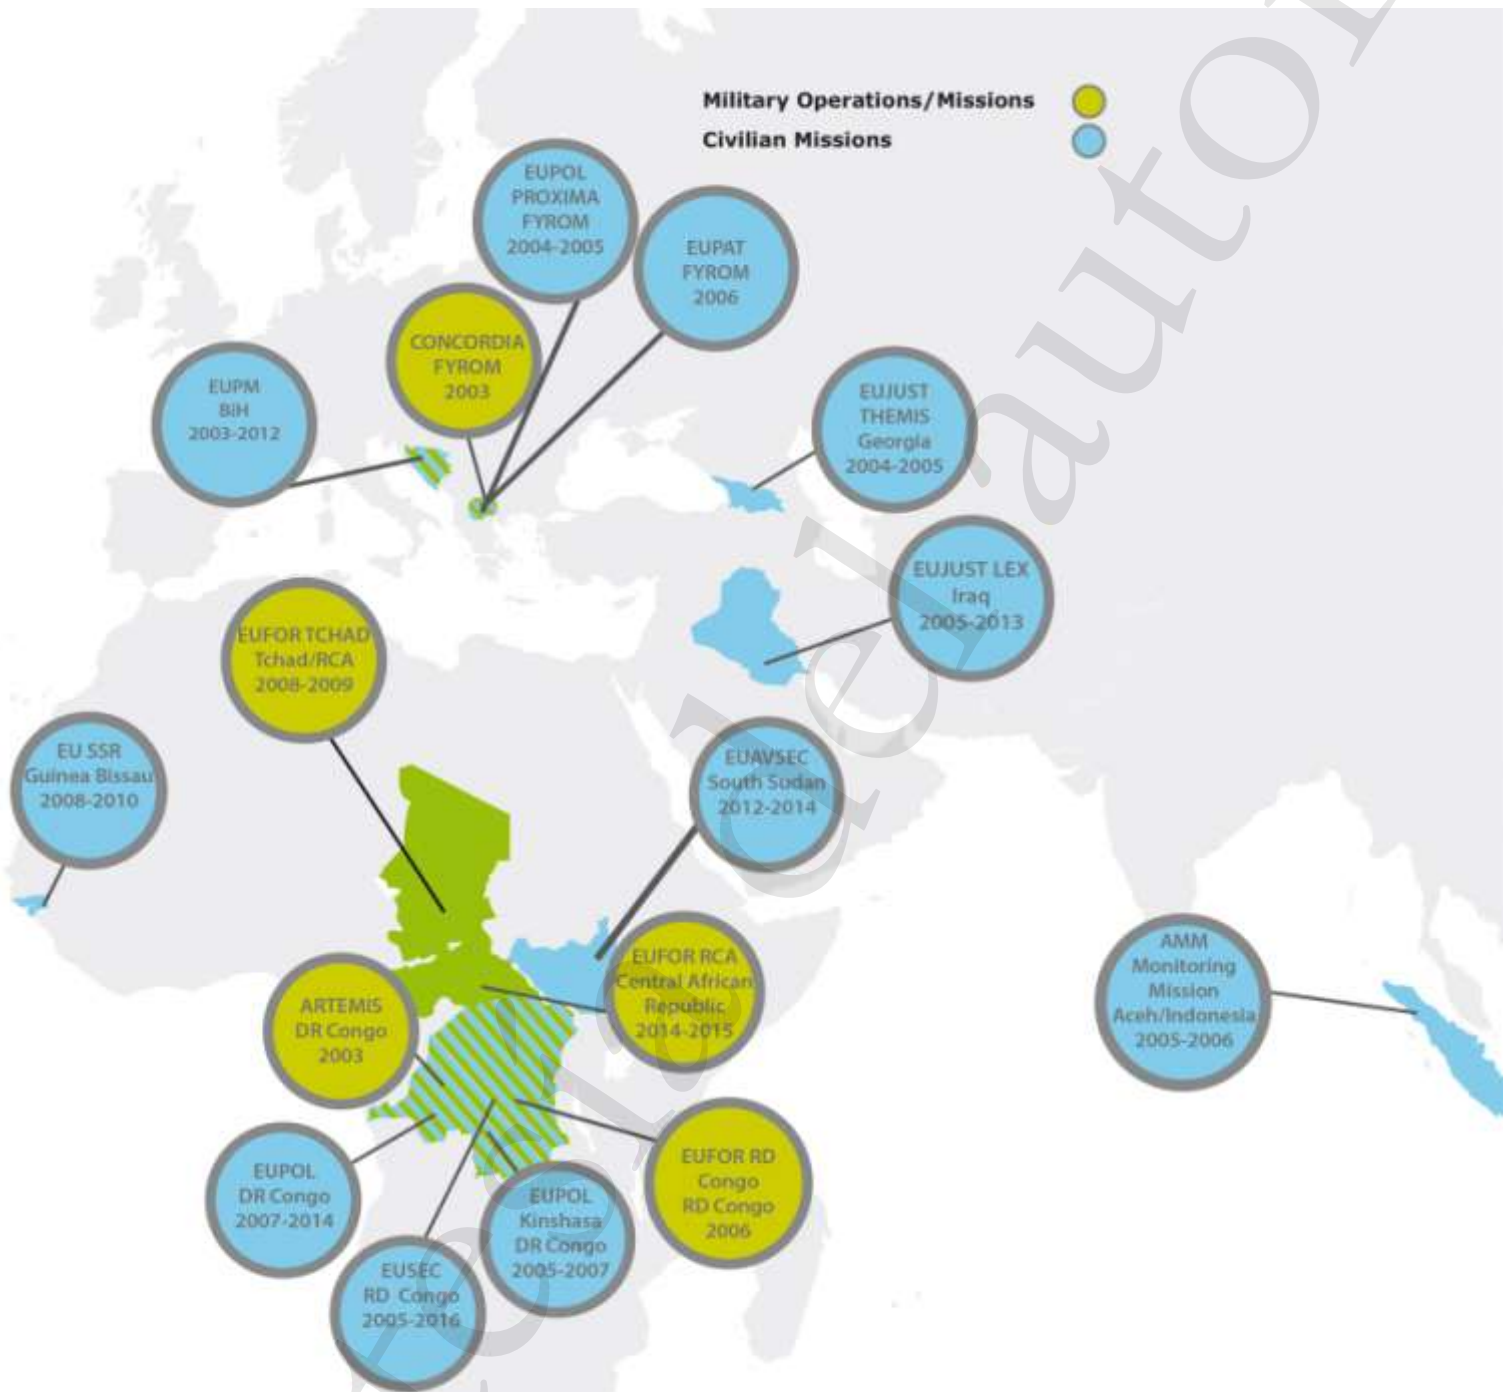 Military Operations/Missions
Civilian Missions
EUPOL
PROXIMA
FYROM
2004-2005
EUPAT
FYROM
2006
CONCORDIA
FYROM
2003
EUPM
BiH
2003-2012
EUJUST
THEMIS
Georgia
2004-2005
EUJUST LEX
Iraq
2005-2013
EUFOR TCHAD
Tchad/RCA
2008-2009
EU SSR
Guinea Bissau
2008-2010
EUAVSEC
South Sudan
2012-2014
EUFOR RCA
Central African
Republic
2014-2015
AMM
Monitoring
Mission
Aceh/Indonesia
2005-2006
ARTEMIS
DR Congo
2003
EUPOL
DR Congo
2007-2014
EUSEC
RD Congo
2005-2016
EUPOL
Kinshasa
DR Congo
2005-2007
EUFOR RD
Congo
RD Congo
2006